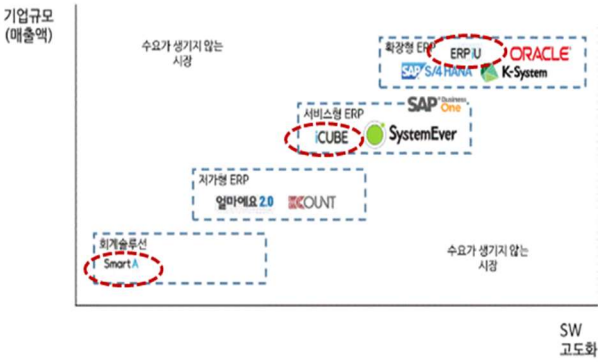 기업규모
(매출액)
수요가 생기지 않는
시장
확장형 ERP
ERP iU
ORACLE
SAP S/4 HANA
K-System
SAP Business
One
서비스형 ERP
iCUBE
SystemEver
저가형 ERP
얼마에요 2.0
ECOUNT
회계솔루션
Smart A
수요가 생기지 않는
시장
SW
고도화